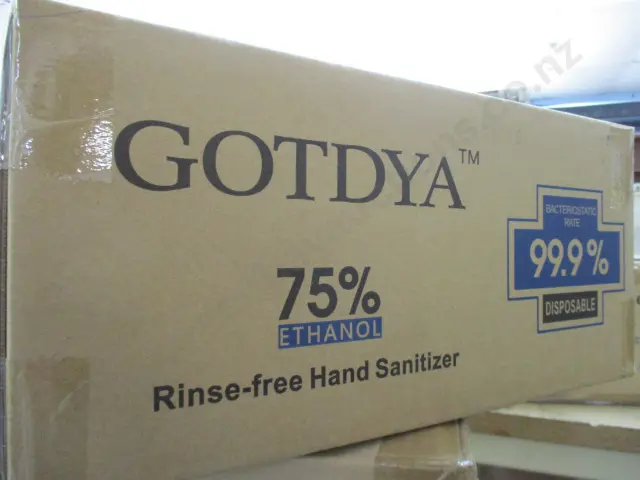 GOTDYA™
75%
ETHANOL
Rinse-free Hand Sanitizer
BACTERIOSTATIC
RATE
99.9%
DISPOSABLE